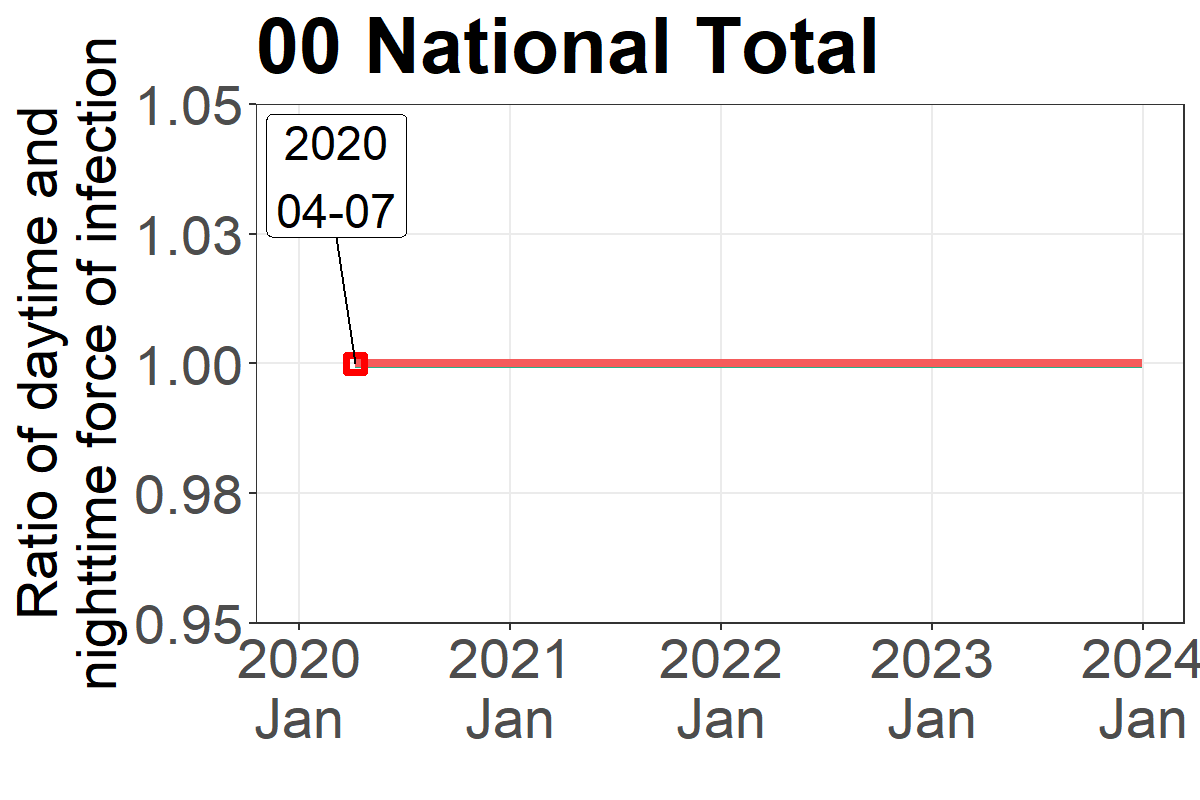 00 National Total
Ratio of daytime and
nighttime force of infection
1.05
1.03
1.00
0.98
0.95
2020
04-07
2020
Jan
2021
Jan
2022
Jan
2023
Jan
2024
Jan